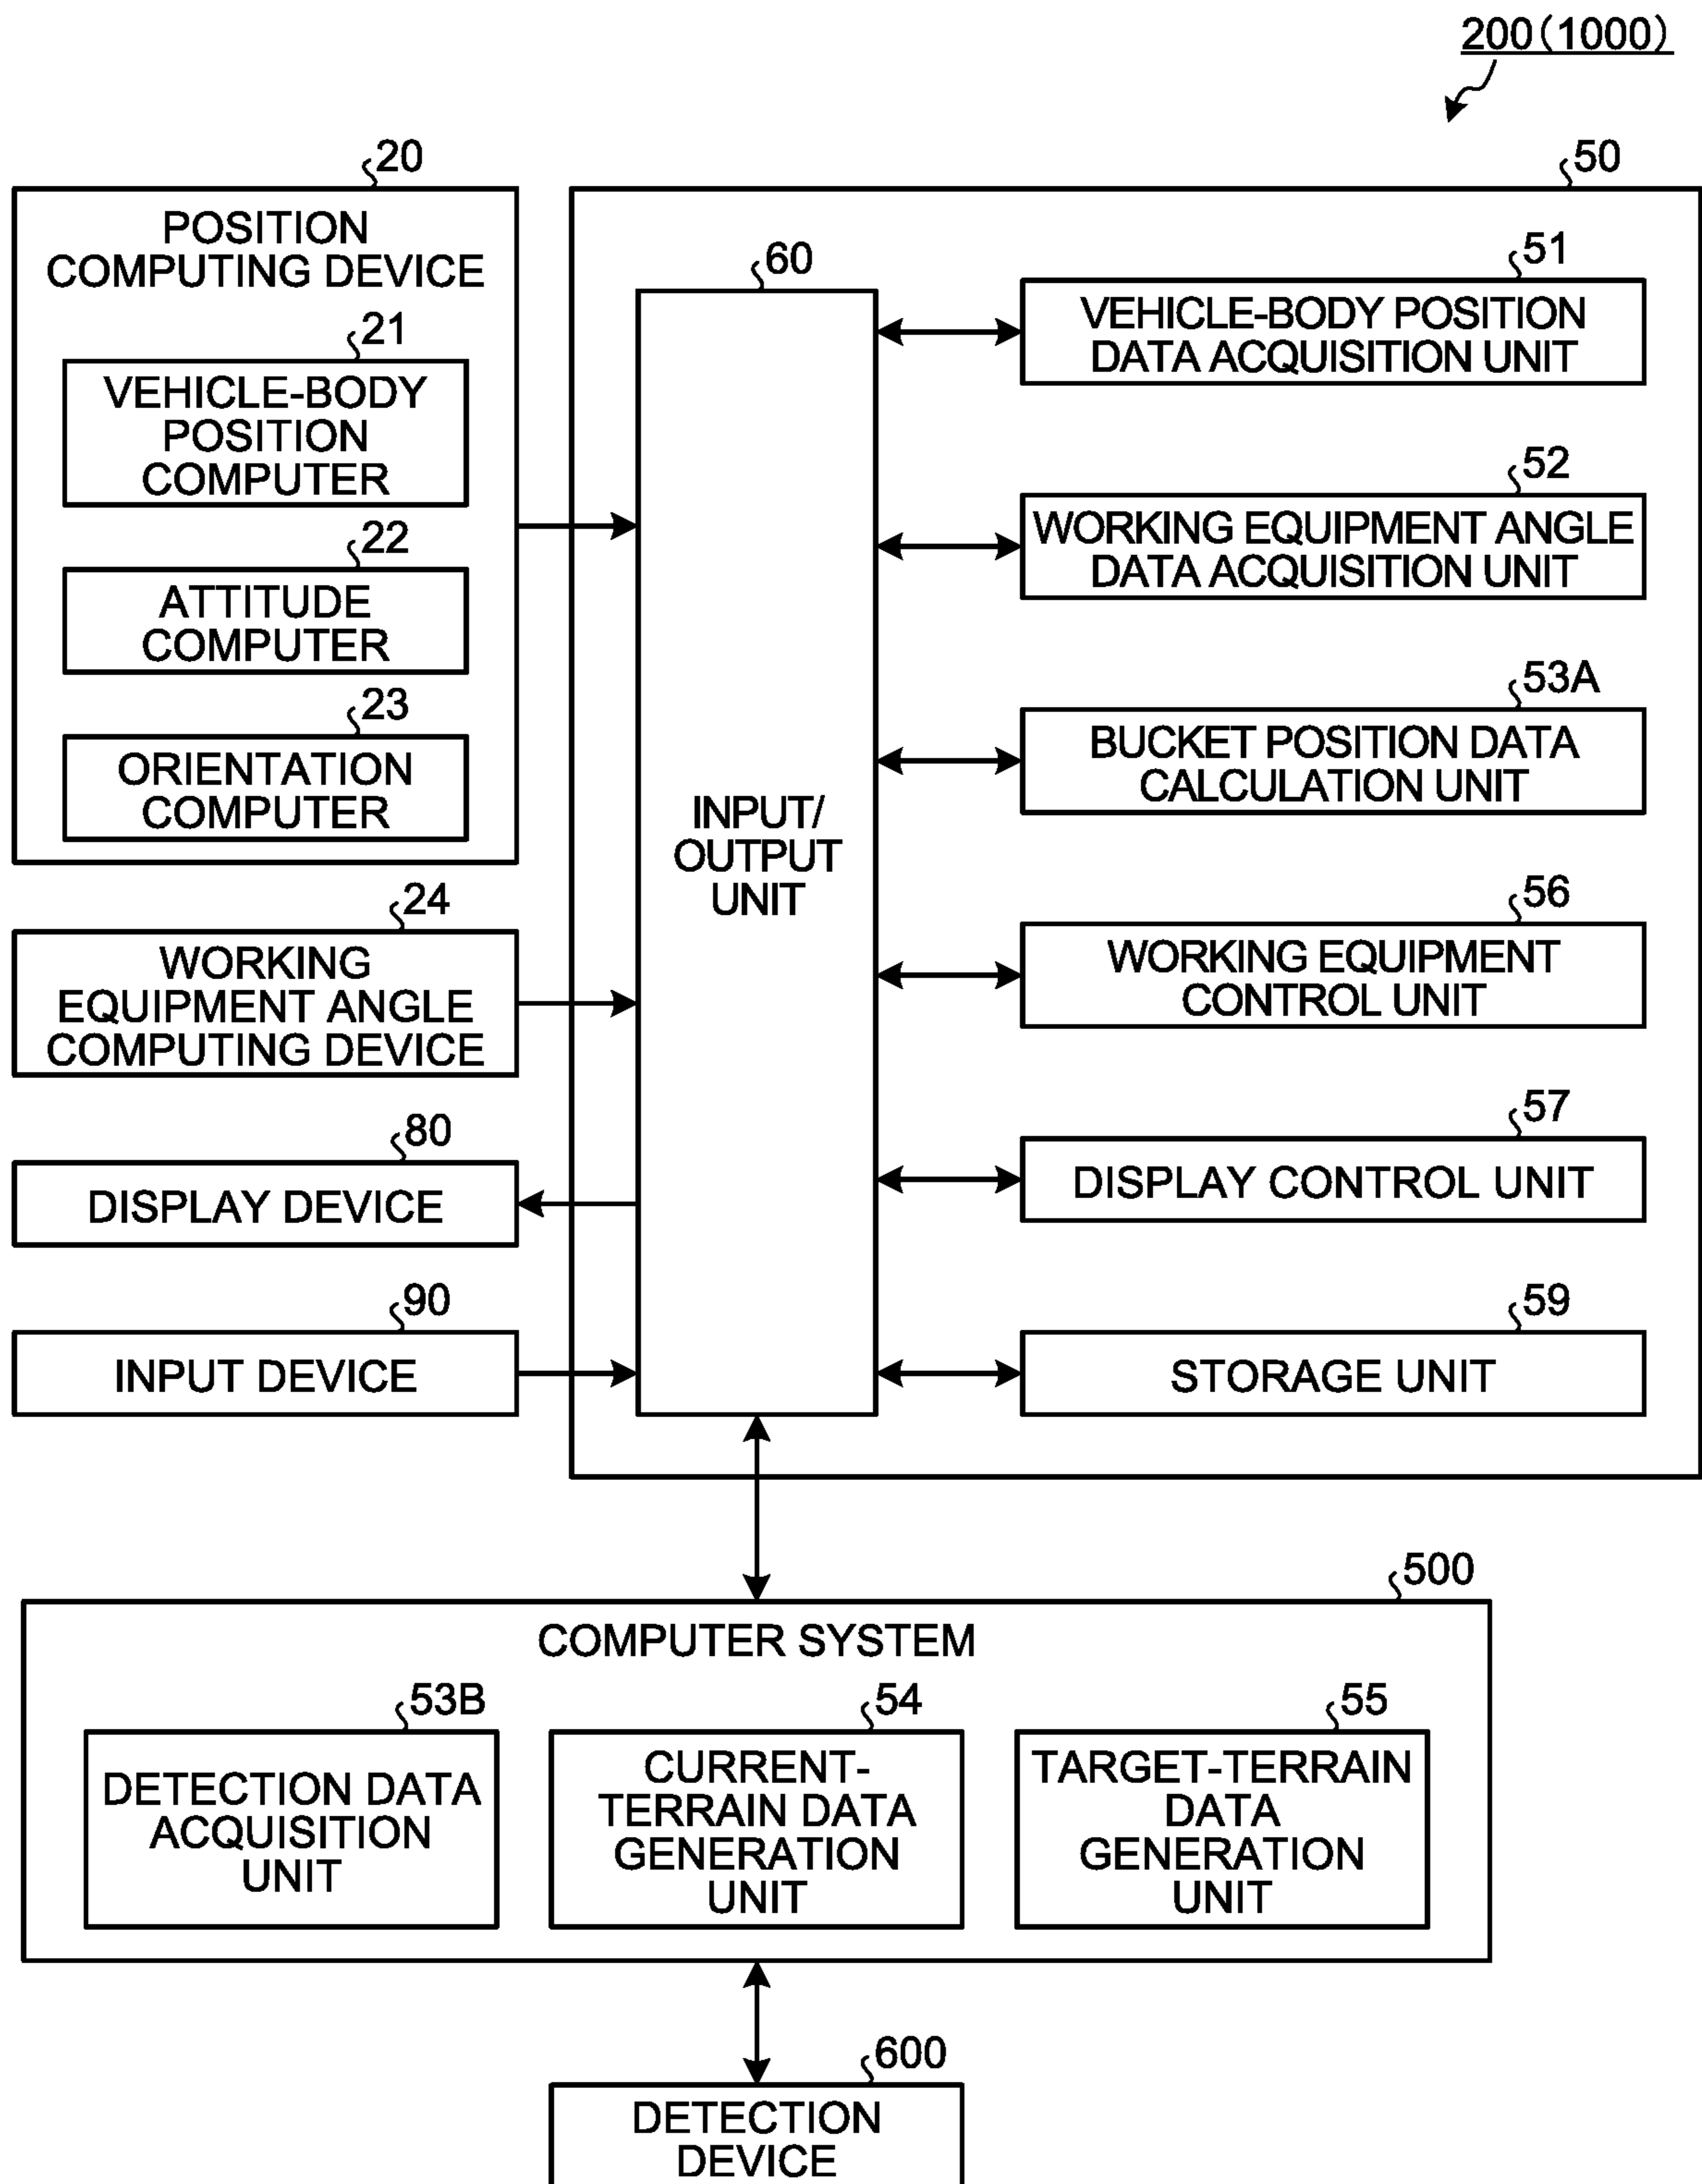 200(1000)
20
POSITION
COMPUTING DEVICE
21
VEHICLE-BODY
POSITION
COMPUTER
22
ATTITUDE
COMPUTER
23
ORIENTATION
COMPUTER
24
WORKING
EQUIPMENT ANGLE
COMPUTING DEVICE
80
DISPLAY DEVICE
90
INPUT DEVICE
50
60
INPUT/
OUTPUT
UNIT
51
VEHICLE-BODY POSITION
DATA ACQUISITION UNIT
52
WORKING EQUIPMENT ANGLE
DATA ACQUISITION UNIT
53A
BUCKET POSITION DATA
CALCULATION UNIT
56
WORKING EQUIPMENT
CONTROL UNIT
57
DISPLAY CONTROL UNIT
59
STORAGE UNIT
500
COMPUTER SYSTEM
53B
DETECTION DATA
ACQUISITION
UNIT
54
CURRENT-
TERRAIN DATA
GENERATION
UNIT
55
TARGET-TERRAIN
DATA
GENERATION
UNIT
600
DETECTION
DEVICE